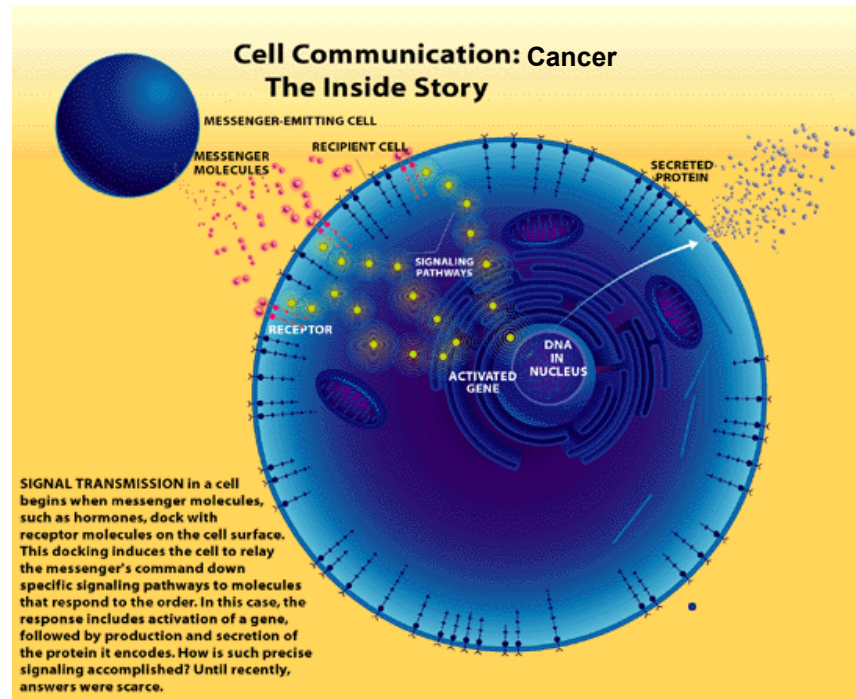 Cell Communication: Cancer
The Inside Story
MESSENGER-EMITTING CELL
MESSENGER
MOLECULES
RECIPIENT CELL
SECRETED
PROTEIN
SIGNALING
PATHWAYS
RECEPTOR
DNA
IN
NUCLEUS
ACTIVATED
GENE
SIGNAL TRANSMISSION in a cell
begins when messenger molecules,
such as hormones, dock with
receptor molecules on the cell surface.
This docking induces the cell to relay
the messenger's command down
specific signaling pathways to molecules
that respond to the order. In this case, the
response includes activation of a gene,
followed by production and secretion of
the protein it encodes. How is such precise
signaling accomplished? Until recently,
answers were scarce.